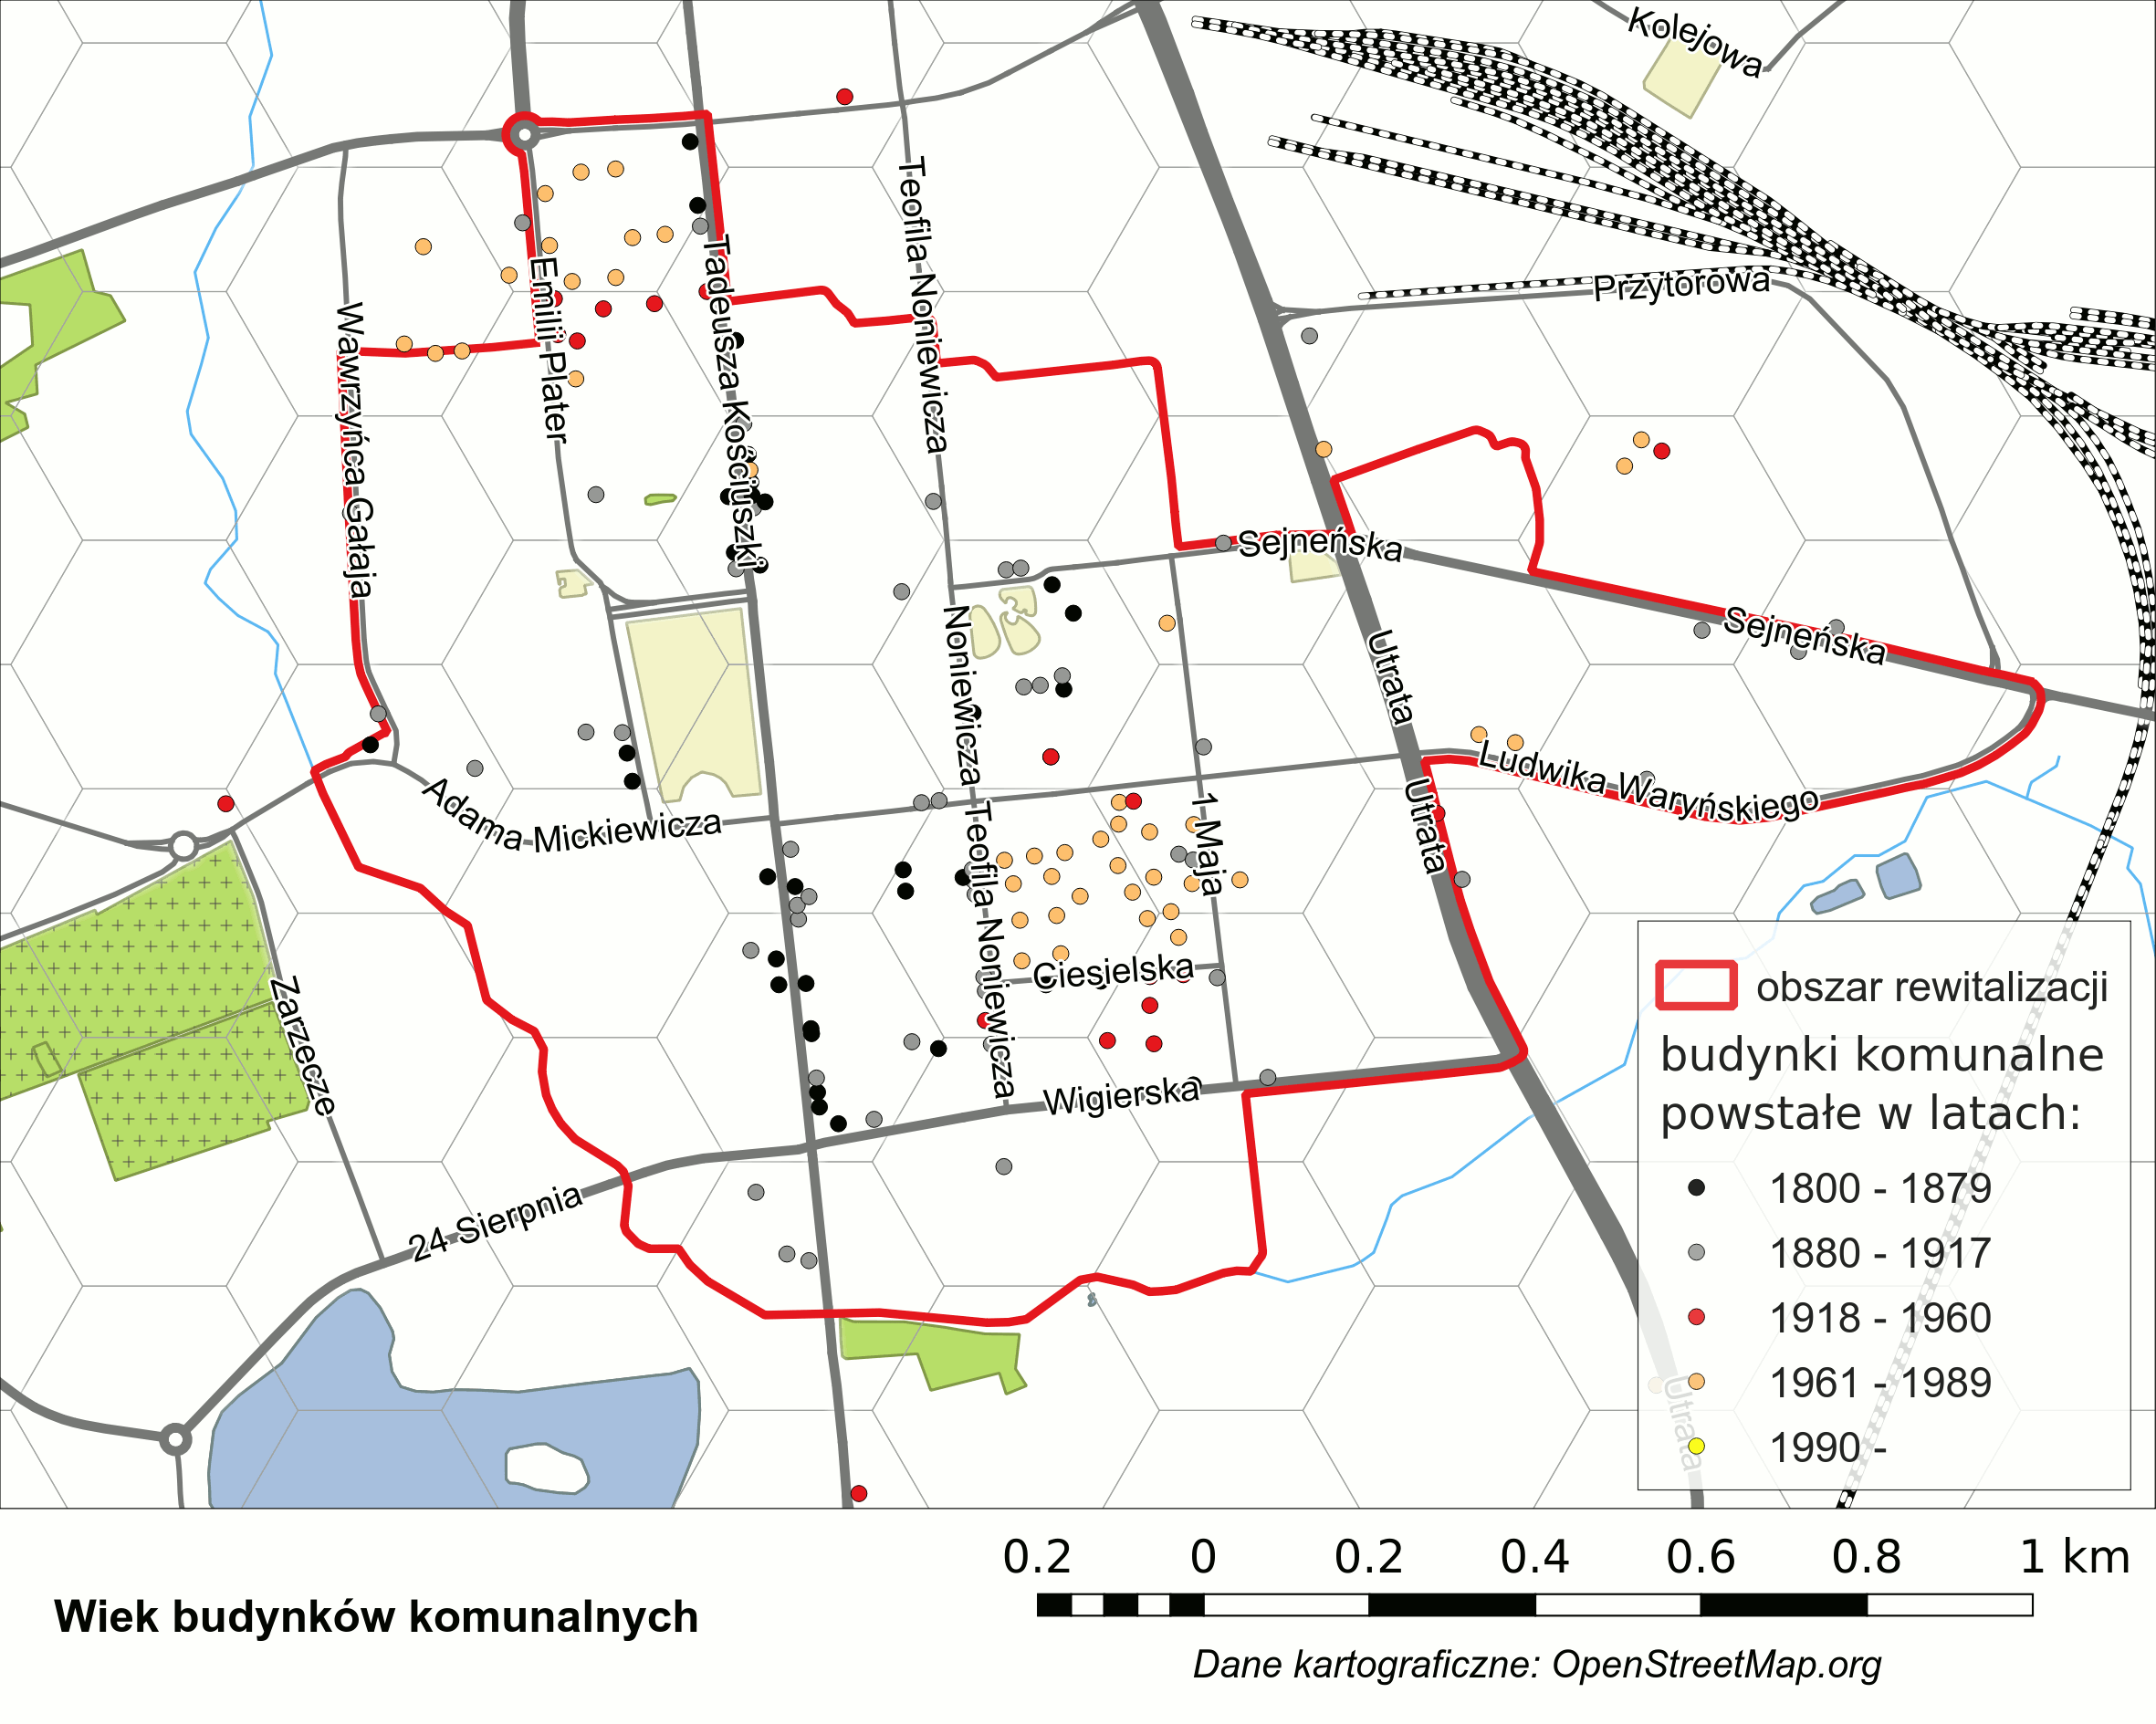 Kolejowa
Przytorowa
Teofila Noniewicza
Tadeusza Kościuszki
Emilii Plater
Wawrzyńca Gałaja
Sejneńska
Sejneńska
Utrata
Noniewicza
Ludwika Waryńskiego
Adama Mickiewicza
Utrata
1 Maja
Teofila Noniewicza
Ciesielska
Zarzecze
Wigierska
24 Sierpnia
obszar rewitalizacji
budynki komunalne
powstałe w latach:
1800 - 1879
1880 - 1917
1918 - 1960
1961 - 1989
1990 -
Utrata
0.2 0 0.2 0.4 0.6 0.8 1 km
Wiek budynków komunalnych
Dane kartograficzne: OpenStreetMap.org